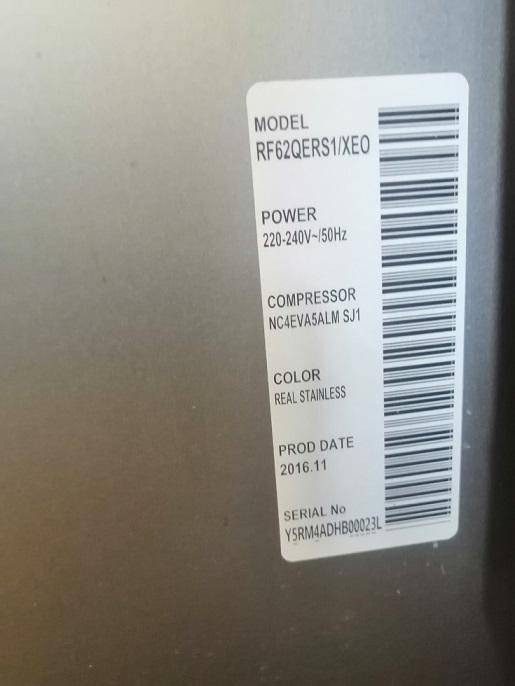 MODEL
RF62QERS1/XEO
POWER
220-240V~/50Hz
COMPRESSOR
NC4EVA5ALM SJ1
COLOR
REAL STAINLESS
PROD DATE
2016.11
SERIAL No
Y5RM4ADHB00023L